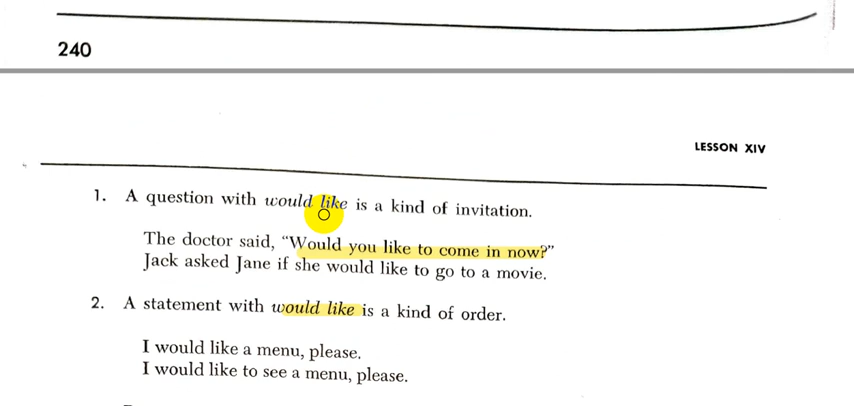 240
LESSON XIV
1. A question with would like is a kind of invitation.
The doctor said, “Would you like to come in now?”
Jack asked Jane if she would like to go to a movie.
2. A statement with would like is a kind of order.
I would like a menu, please.
I would like to see a menu, please.